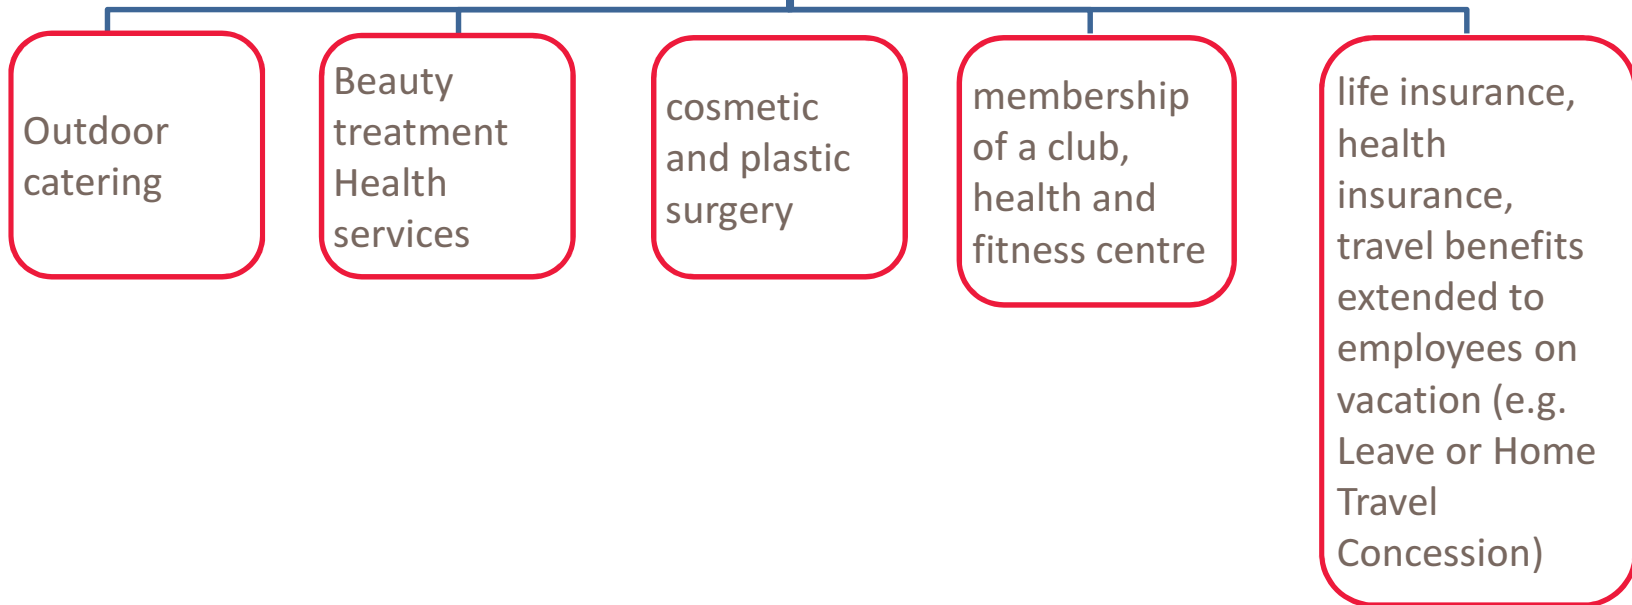 Outdoor
catering
Beauty
treatment
Health
services
cosmetic
and plastic
surgery
membership
of a club,
health and
fitness centre
life insurance,
health
insurance,
travel benefits
extended to
employees on
vacation (e.g.
Leave or Home
Travel
Concession)